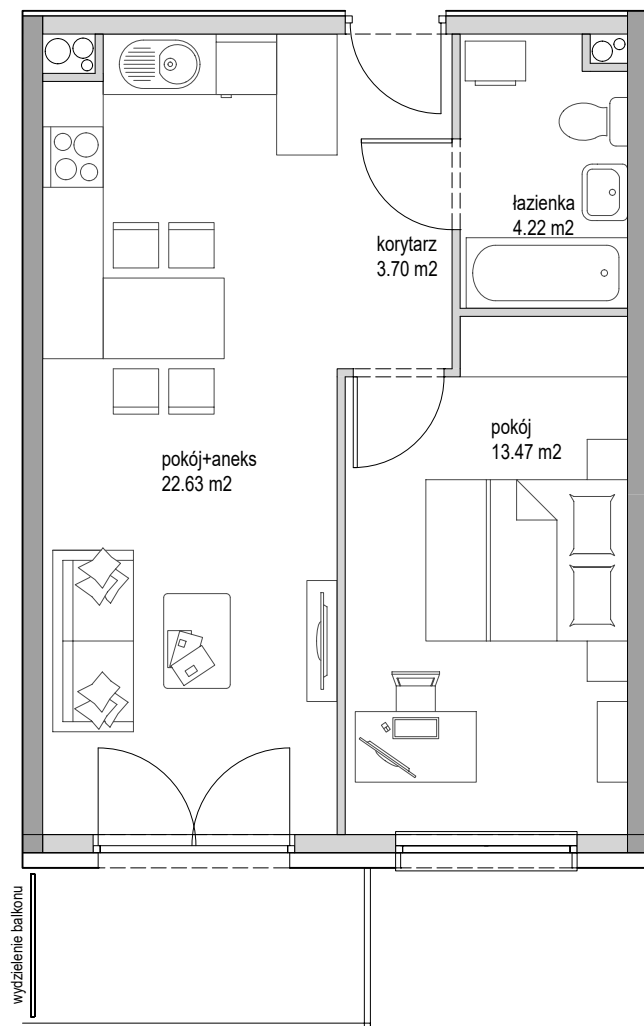 łazienka
4.22 m2
korytarz
3.70 m2
pokój
13.47 m2
pokój+aneks
22.63 m2
wydzielenie balkonu